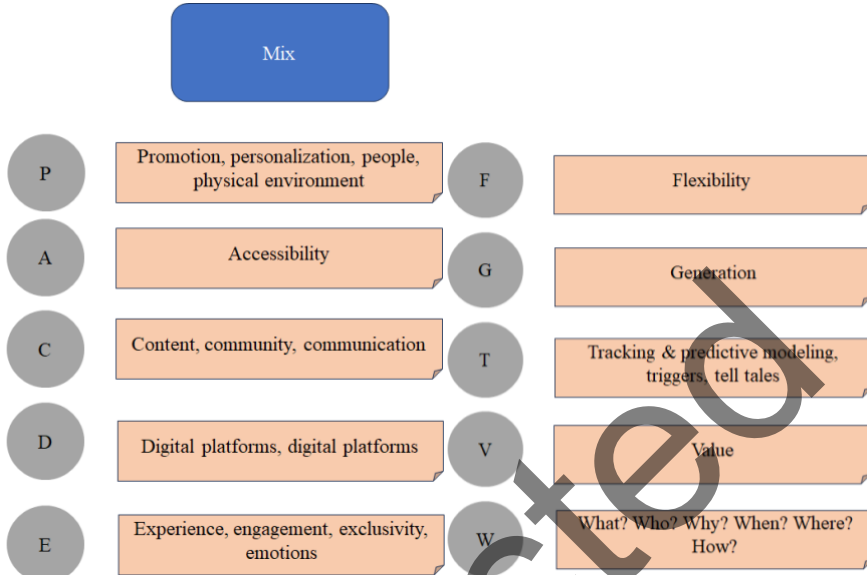 Mix
P
Promotion, personalization, people,
physical environment
F
Flexibility
A
Accessibility
G
Generation
C
Content, community, communication
T
Tracking & predictive modeling,
triggers, tell tales
D
Digital platforms, digital platforms
V
Value
E
Experience, engagement, exclusivity,
emotions
W
What? Who? Why? When? Where?
How?